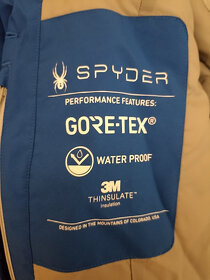 SPYDER
PERFORMANCE FEATURES:
GORE-TEX®
WATER PROOF
3M
THINSULATE™
insulation
DESIGNED IN THE MOUNTAINS OF COLORADO, USA